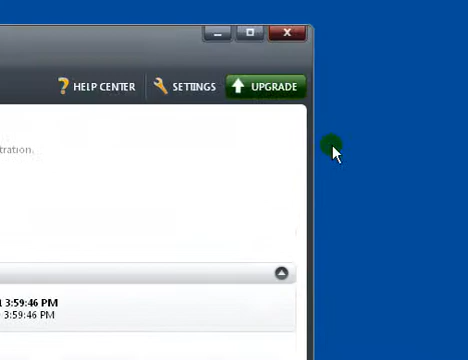 HELP CENTER
SETTINGS
UPGRADE
tration.
3:59:46 PM
3:59:46 PM